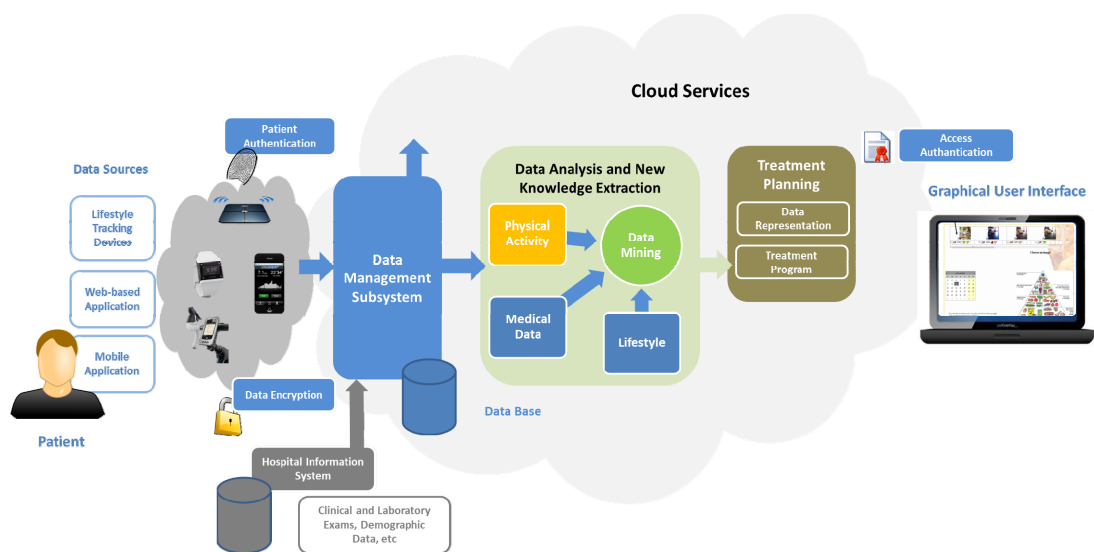 Cloud Services
Patient
Authentication
Access
Authantication
Data Sources
Lifestyle
Tracking
Devices
Web-based
Application
Mobile
Application
Patient
Data Encryption
Data
Management
Subsystem
Data Base
Hospital Information
System
Clinical and Laboratory
Exams, Demographic
Data, etc
Data Analysis and New
Knowledge Extraction
Physical
Activity
Data
Mining
Medical
Data
Lifestyle
Treatment
Planning
Data
Representation
Treatment
Program
Graphical User Interface